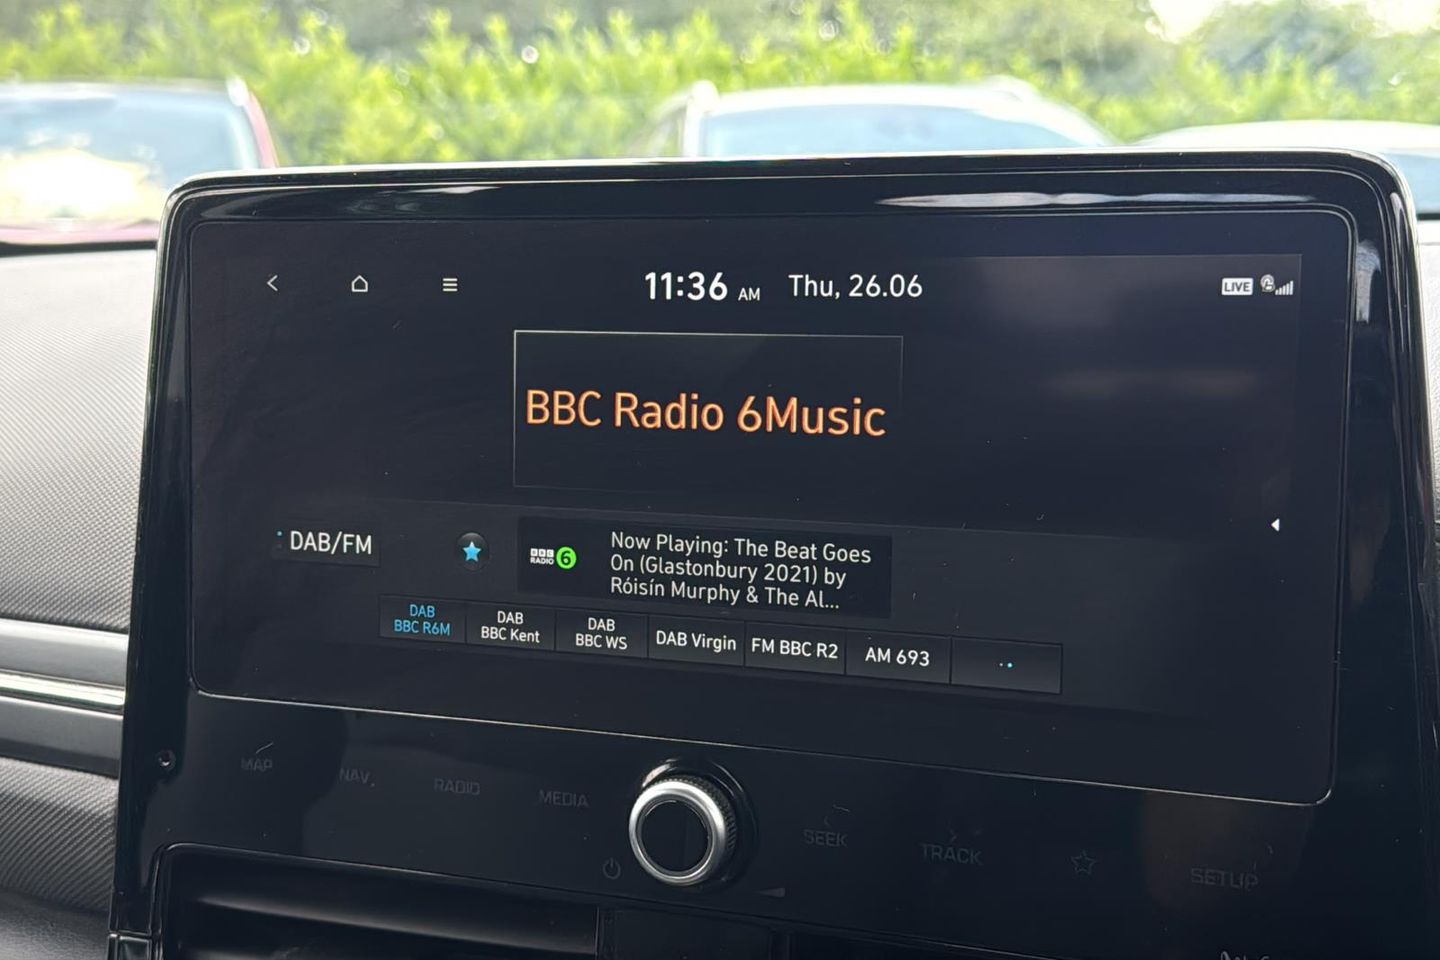 11:36 AM Thu, 26.06
LIVE
BBC Radio 6Music
DAB/FM
BBC
RADIO 6
Now Playing: The Beat Goes
On (Glastonbury 2021) by
Róisín Murphy & The Al...
DAB
BBC R6M
DAB
BBC Kent
DAB
BBC WS
DAB Virgin
FM BBC R2
AM 693
MAP
NAV
RADIO
MEDIA
SEEK
TRACK
SETUP